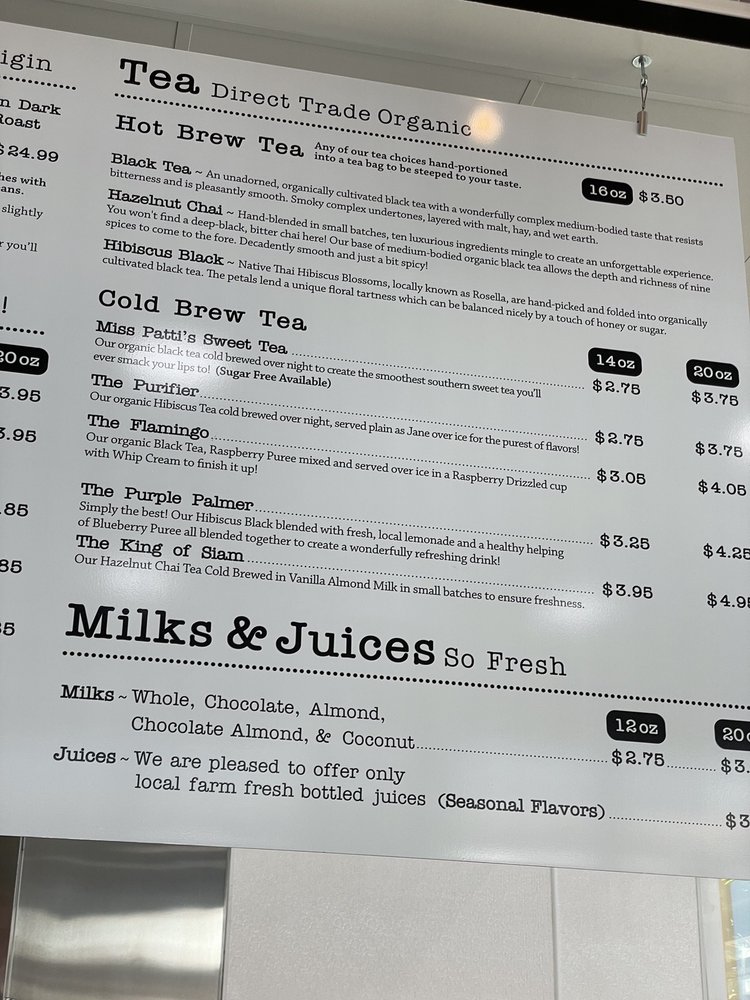 igin
n Dark
Roast
$24.99
hes with
ans.
slightly
r you'll
!
20oz
3.95
3.95
.85
85
Tea Direct Trade Organic
Hot Brew Tea Any of our tea choices hand-portioned
into a tea bag to be steeped to your taste.
16oz $3.50
Black Tea ~ An unadorned, organically cultivated black tea with a wonderfully complex medium-bodied taste that resists
bitterness and is pleasantly smooth. Smoky complex undertones, layered with malt, hay, and wet earth.
Hazelnut Chai ~ Hand-blended in small batches, ten luxurious ingredients mingle to create an unforgettable experience.
You won't find a deep-black, bitter chai here! Our base of medium-bodied organic black tea allows the depth and richness of nine
spices to come to the fore. Decadently smooth and just a bit spicy!
Hibiscus Black ~ Native Thai Hibiscus Blossoms, locally known as Rosella, are hand-picked and folded into organically
cultivated black tea. The petals lend a unique floral tartness which can be balanced nicely by a touch of honey or sugar.
Cold Brew Tea
14oz 20oz
Miss Patti's Sweet Tea $2.75 $3.75
Our organic black tea cold brewed over night to create the smoothest southern sweet tea you'll
ever smack your lips to! (Sugar Free Available)
The Purifier $2.75 $3.75
Our organic Hibiscus Tea cold brewed over night, served plain as Jane over ice for the purest of flavors!
The Flamingo $3.05 $4.05
Our organic Black Tea, Raspberry Puree mixed and served over ice in a Raspberry Drizzled cup
with Whip Cream to finish it up!
The Purple Palmer $3.25 $4.25
Simply the best! Our Hibiscus Black blended with fresh, local lemonade and a healthy helping
of Blueberry Puree all blended together to create a wonderfully refreshing drink!
The King of Siam $3.95 $4.9
Our Hazelnut Chai Tea Cold Brewed in Vanilla Almond Milk in small batches to ensure freshness.
Milks & Juices So Fresh
12oz 20
Milks ~ Whole, Chocolate, Almond,
Chocolate Almond, & Coconut $2.75 $3.
Juices ~ We are pleased to offer only
local farm fresh bottled juices (Seasonal Flavors) $3